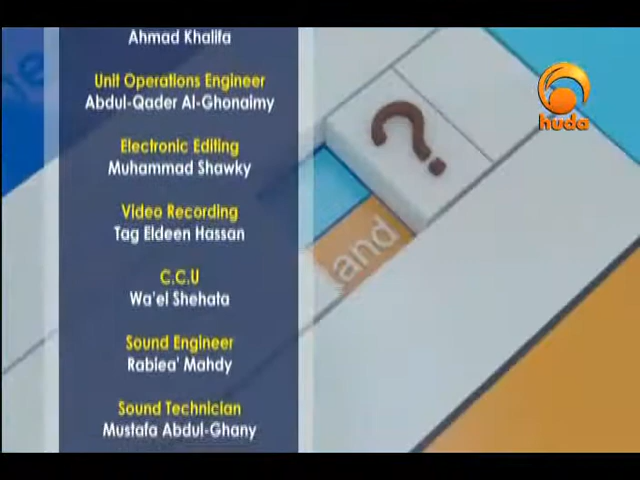 Ahmad Khalifa
Unit Operations Engineer
Abdul-Qader Al-Ghonaimy
Electronic Editing
Muhammad Shawky
Video Recording
Tag Eldeen Hassan
C.C.U
Wa'el Shehata
Sound Engineer
Rabiea' Mahdy
Sound Technician
Mustafa Abdul-Ghany
huda
?
and